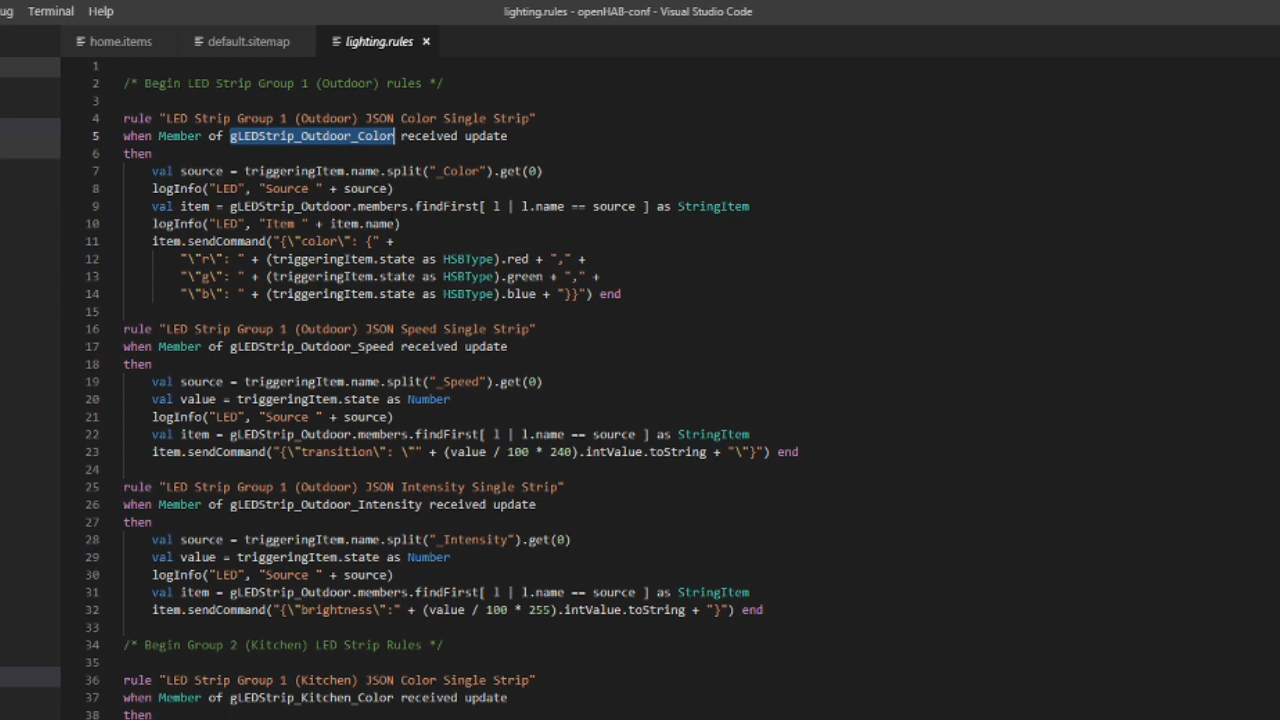 ug Terminal Help lighting.rules - openHAB-conf - Visual Studio Code
home.items default.sitemap lighting.rules ×
1
2 /* Begin LED Strip Group 1 (Outdoor) rules */
3
4 rule "LED Strip Group 1 (Outdoor) JSON Color Single Strip"
5 when Member of gLEDStrip_Outdoor_Color received update
6 then
7 val source = triggeringItem.name.split("_Color").get(0)
8 logInfo("LED", "Source " + source)
9 val item = gLEDStrip_Outdoor.members.findFirst[ l | l.name == source ] as StringItem
10 logInfo("LED", "Item " + item.name)
11 item.sendCommand("{\"color\": {" +
12 "\"r\": " + (triggeringItem.state as HSBType).red + "," +
13 "\"g\": " + (triggeringItem.state as HSBType).green + "," +
14 "\"b\": " + (triggeringItem.state as HSBType).blue + "}}") end
15
16 rule "LED Strip Group 1 (Outdoor) JSON Speed Single Strip"
17 when Member of gLEDStrip_Outdoor_Speed received update
18 then
19 val source = triggeringItem.name.split("_Speed").get(0)
20 val value = triggeringItem.state as Number
21 logInfo("LED", "Source " + source)
22 val item = gLEDStrip_Outdoor.members.findFirst[ l | l.name == source ] as StringItem
23 item.sendCommand("{\"transition\": \"" + (value / 100 * 240).intValue.toString + "\"}") end
24
25 rule "LED Strip Group 1 (Outdoor) JSON Intensity Single Strip"
26 when Member of gLEDStrip_Outdoor_Intensity received update
27 then
28 val source = triggeringItem.name.split("_Intensity").get(0)
29 val value = triggeringItem.state as Number
30 logInfo("LED", "Source " + source)
31 val item = gLEDStrip_Outdoor.members.findFirst[ l | l.name == source ] as StringItem
32 item.sendCommand("{\"brightness\":" + (value / 100 * 255).intValue.toString + "}") end
33
34 /* Begin Group 2 (Kitchen) LED Strip Rules */
35
36 rule "LED Strip Group 1 (Kitchen) JSON Color Single Strip"
37 when Member of gLEDStrip_Kitchen_Color received update
38 then